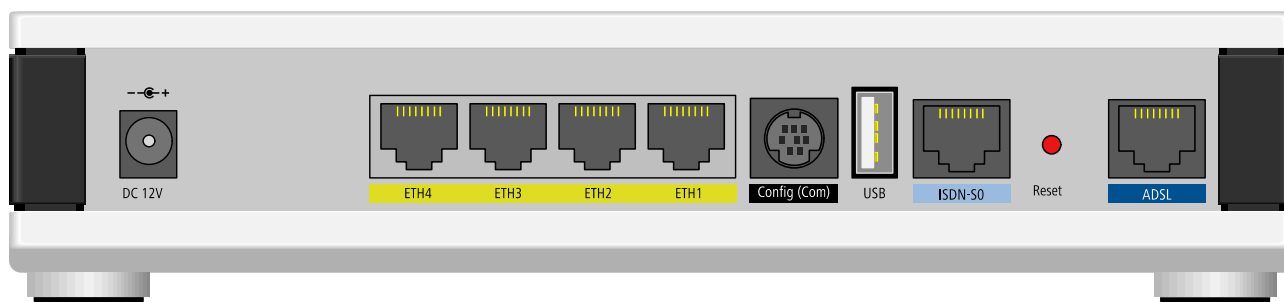 - +
DC 12V
ETH4
ETH3
ETH2
ETH1
Config (Com)
USB
ISDN-S0
Reset
ADSL